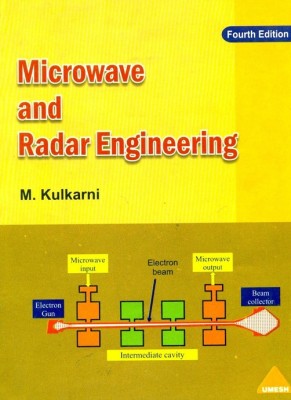 Fourth Edition
Microwave
and
Radar Engineering
M. Kulkarni
Microwave
input
Electron
beam
Microwave
output
Electron
Gun
Beam
collector
Intermediate cavity
UMESH